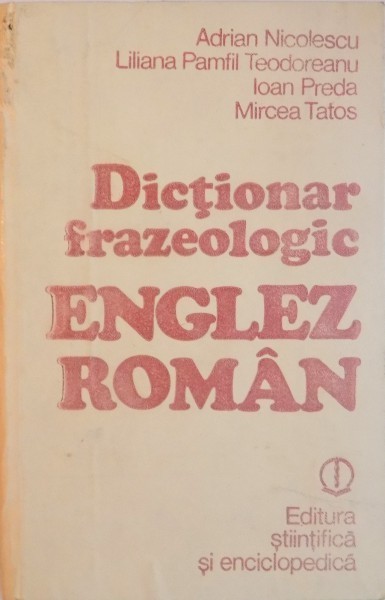 Adrian Nicolescu
Liliana Pamfil Teodoreanu
Ioan Preda
Mircea Tatos
Dicţionar
frazeologic
ENGLEZ
ROMÂN
Editura
ştiinţifică
şi enciclopedică